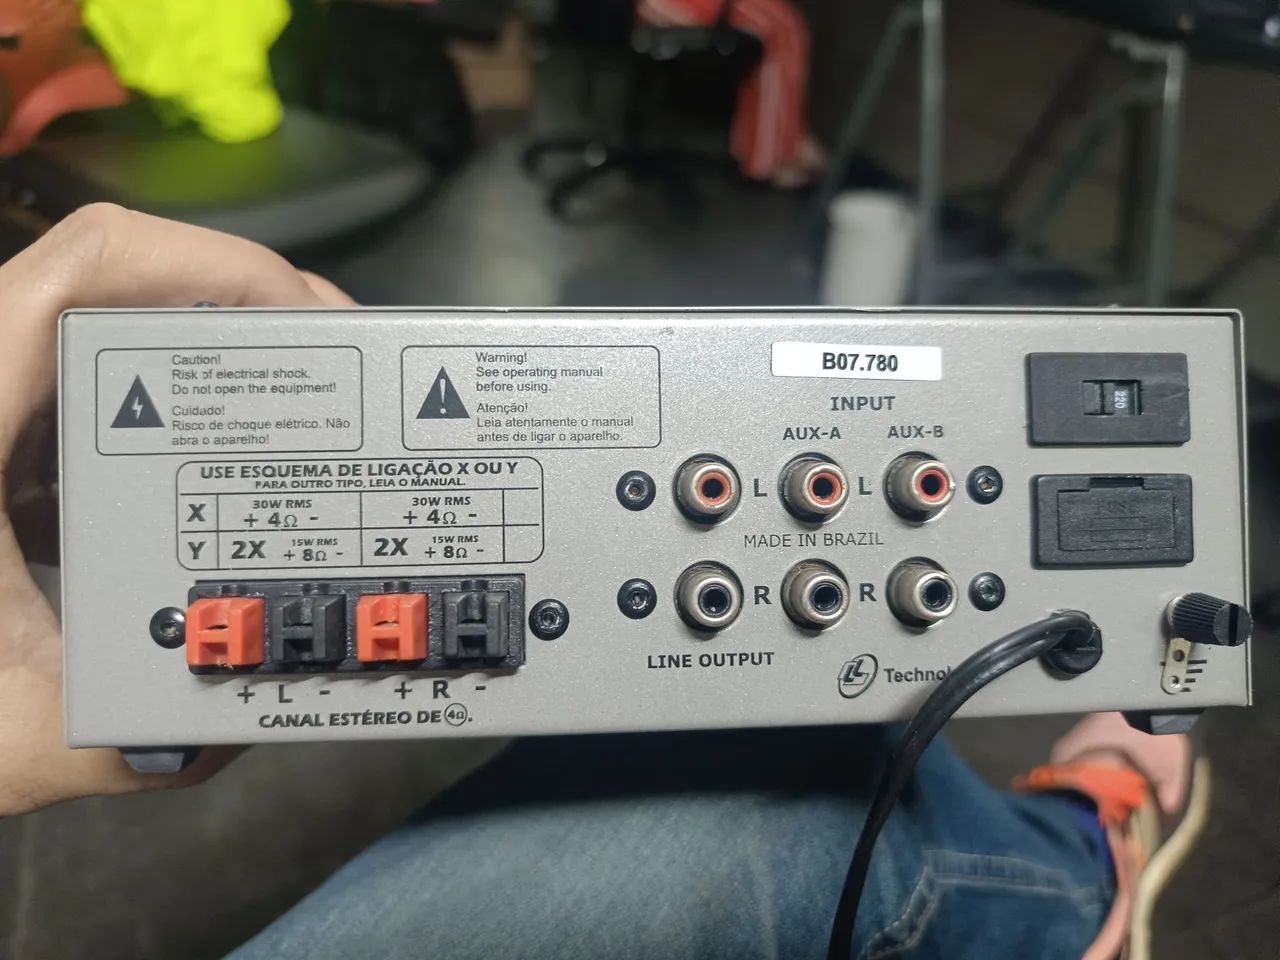 Caution!
Risk of electrical shock.
Do not open the equipment!
Cuidado!
Risco de choque elétrico. Não
abra o aparelho!
Warning!
See operating manual
before using.
Atenção!
Leia atentamente o manual
antes de ligar o aparelho.
B07.780
INPUT
AUX-A AUX-B
220
USE ESQUEMA DE LIGAÇÃO X OU Y
PARA OUTRO TIPO, LEIA O MANUAL.
X 30W RMS 30W RMS
+ 4Ω - + 4Ω -
Y 2X 15W RMS 2X 15W RMS
+ 8Ω - + 8Ω -
L L
MADE IN BRAZIL
R R
LINE OUTPUT
+ L - + R -
CANAL ESTÉREO DE 4Ω.
LL Technol